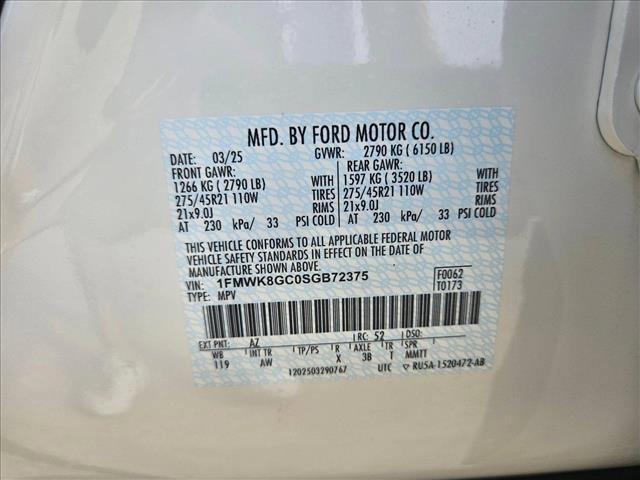 MFD. BY FORD MOTOR CO.
DATE: 03/25 GVWR: 2790 KG ( 6150 LB)
FRONT GAWR: REAR GAWR:
1266 KG ( 2790 LB) WITH 1597 KG ( 3520 LB) WITH
275/45R21 110W TIRES 275/45R21 110W TIRES
21x9.0J RIMS 21x9.0J RIMS
AT 230 kPa/ 33 PSI COLD AT 230 kPa/ 33 PSI COLD
THIS VEHICLE CONFORMS TO ALL APPLICABLE FEDERAL MOTOR
VEHICLE SAFETY STANDARDS IN EFFECT ON THE DATE OF
MANUFACTURE SHOWN ABOVE.
VIN: 1FMWK8GC0SGB72375 F0062
TYPE: MPV T0173
EXT PNT: AZ RC: 52 DSO:
WB INT TR TP/PS R AXLE TR SPR
119 AW X 3B T MMTT
1202503290767 UTC ▽ RU5A-1520472-AB